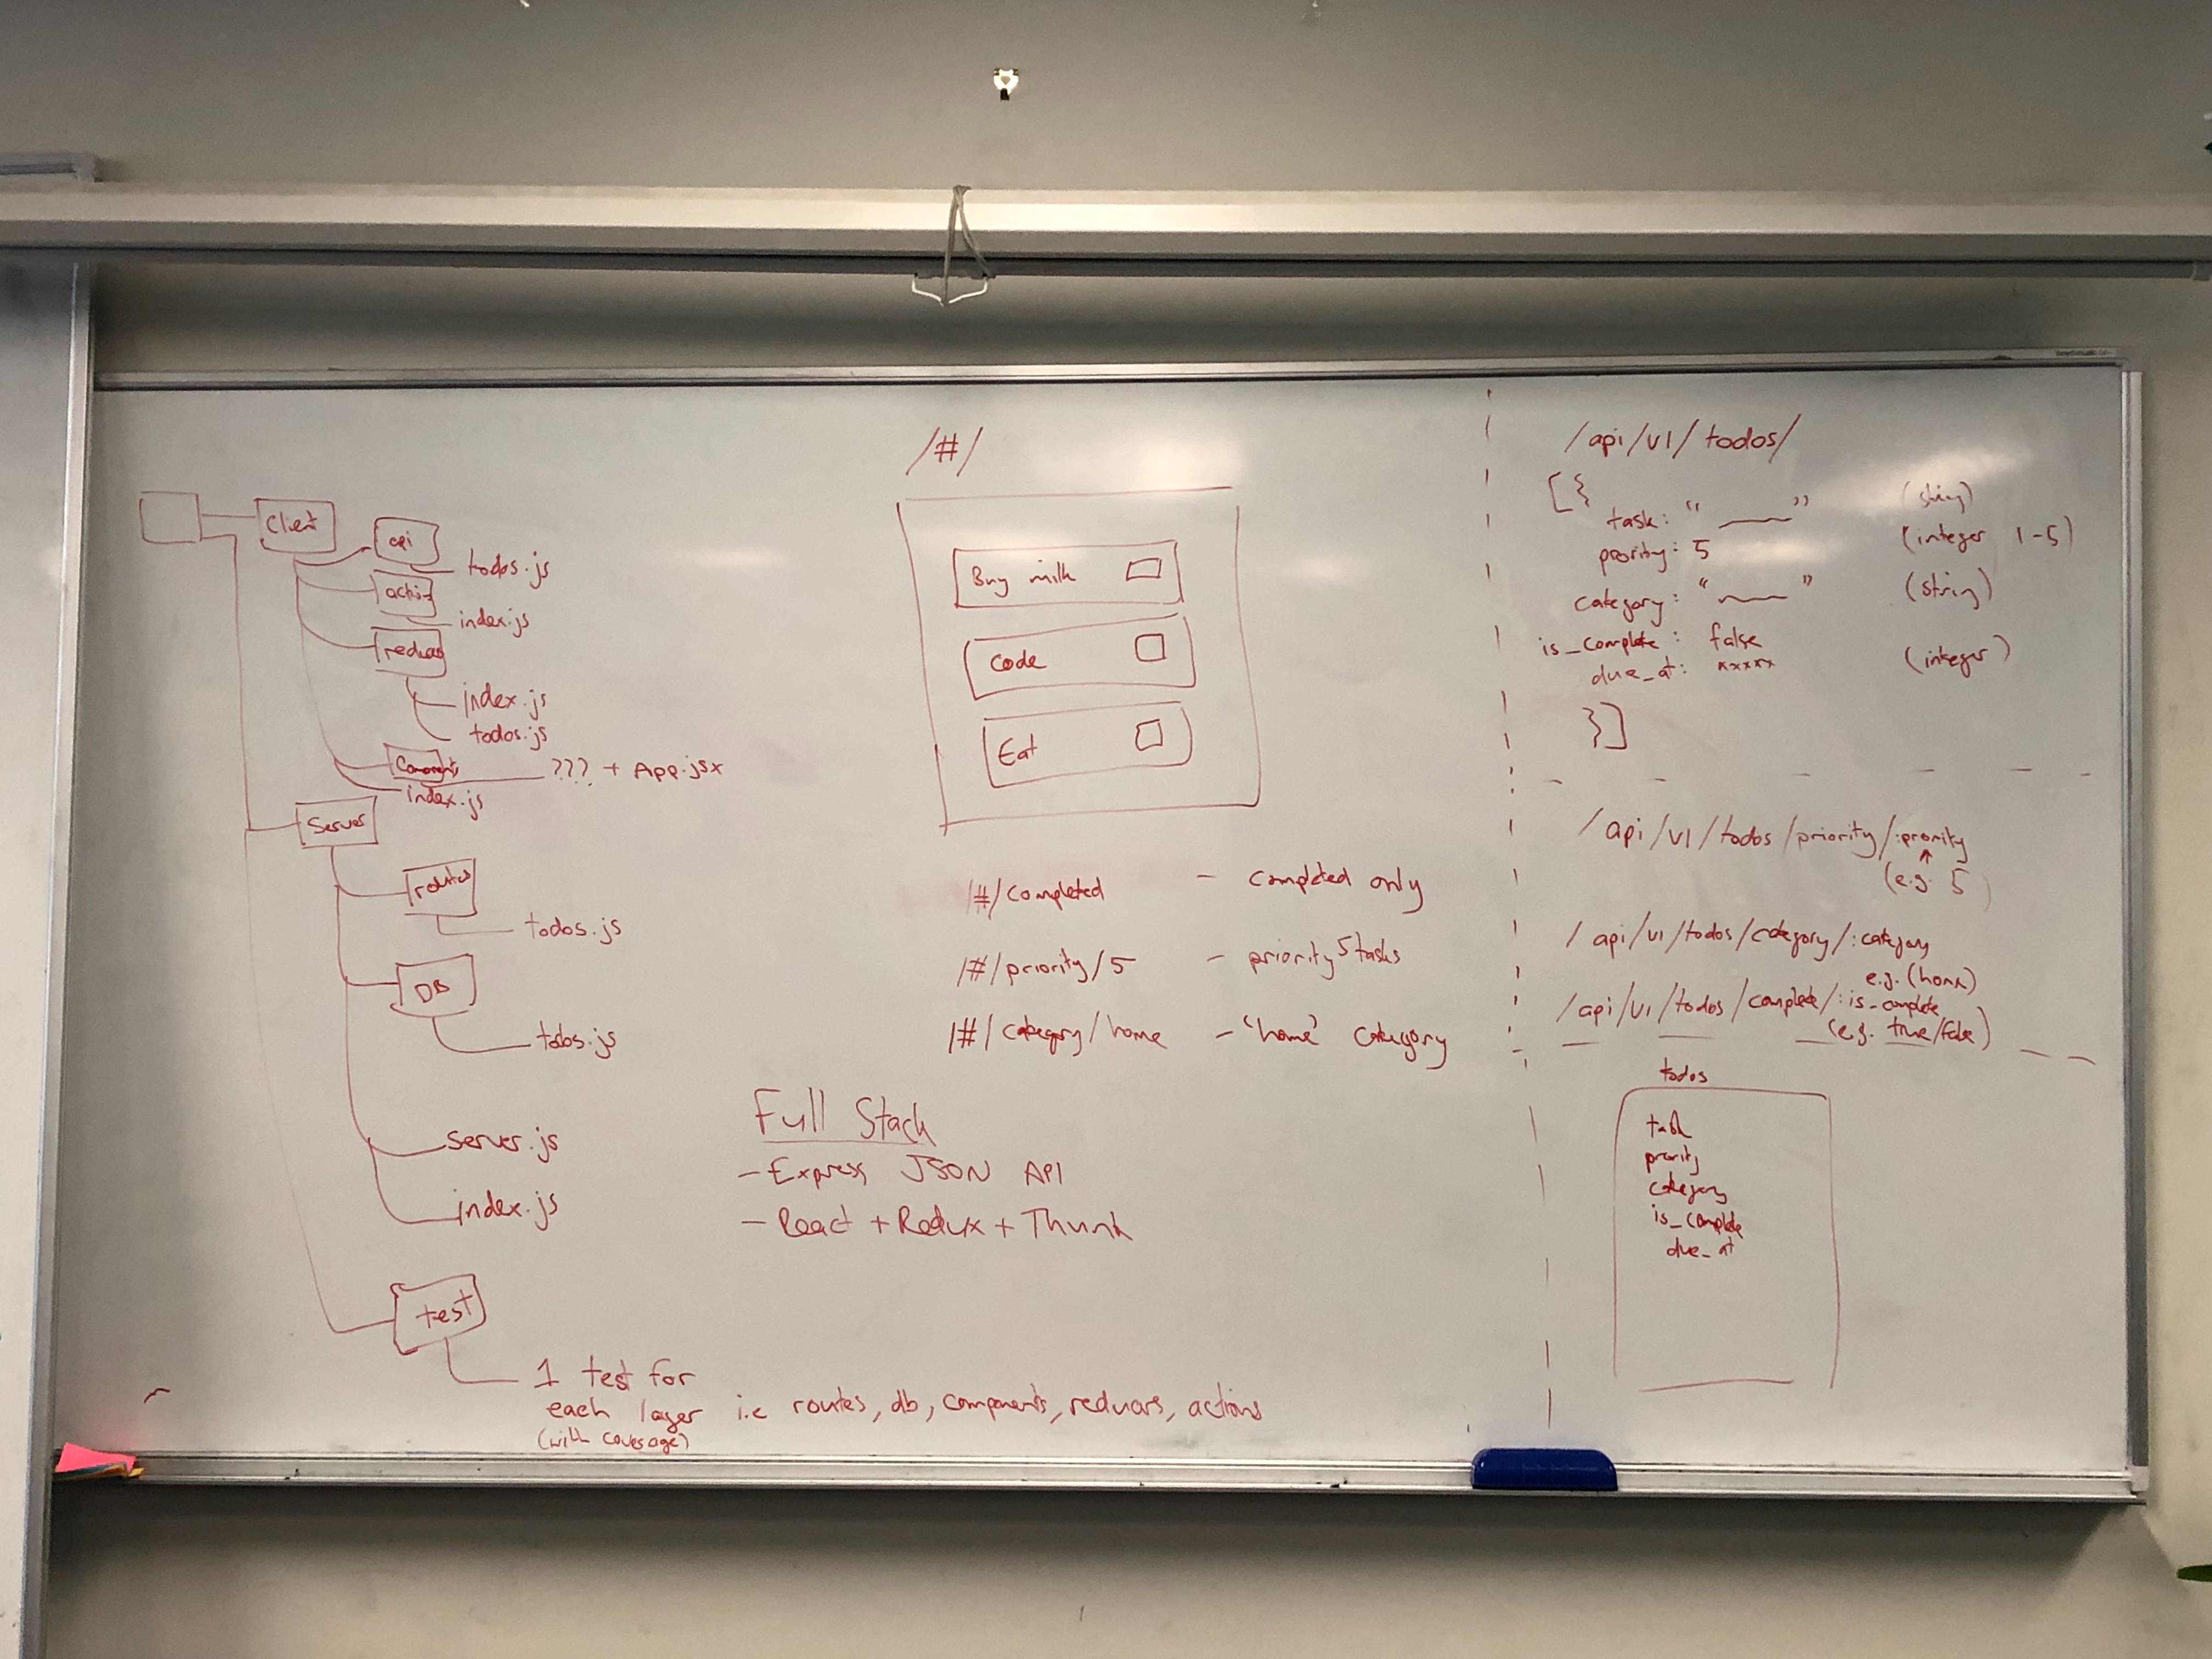 Client
api
todos.js
actio
index.js
index.js
todos.js
??? + App.jsx
index.js
Server
routes
todos.js
DB
todos.js
server.js
index.js
test
1 test for
each layer i.e routes, db, components, reducers, actions
(with coverage)
/#/
Buy milk
Code
Eat
/#/completed - completed only
/#/priority/5 - priority 5 tasks
/#/category/home - 'home' category
Full Stack
- Express JSON API
- React + Redux + Thunk
/api/v1/todos/
[{
task: "      " (string)
priority: 5 (integer 1-5)
category: "      " (string)
is_complete: false
due_at: xxxxx (integer)
}]
/api/v1/todos/priority/:priority
(e.g. 5
/api/v1/todos/category/:category
e.g. (home)
/api/v1/todos/complete/:is_complete
(e.g. true/false)
todos
task
priority
category
is_complete
due_at